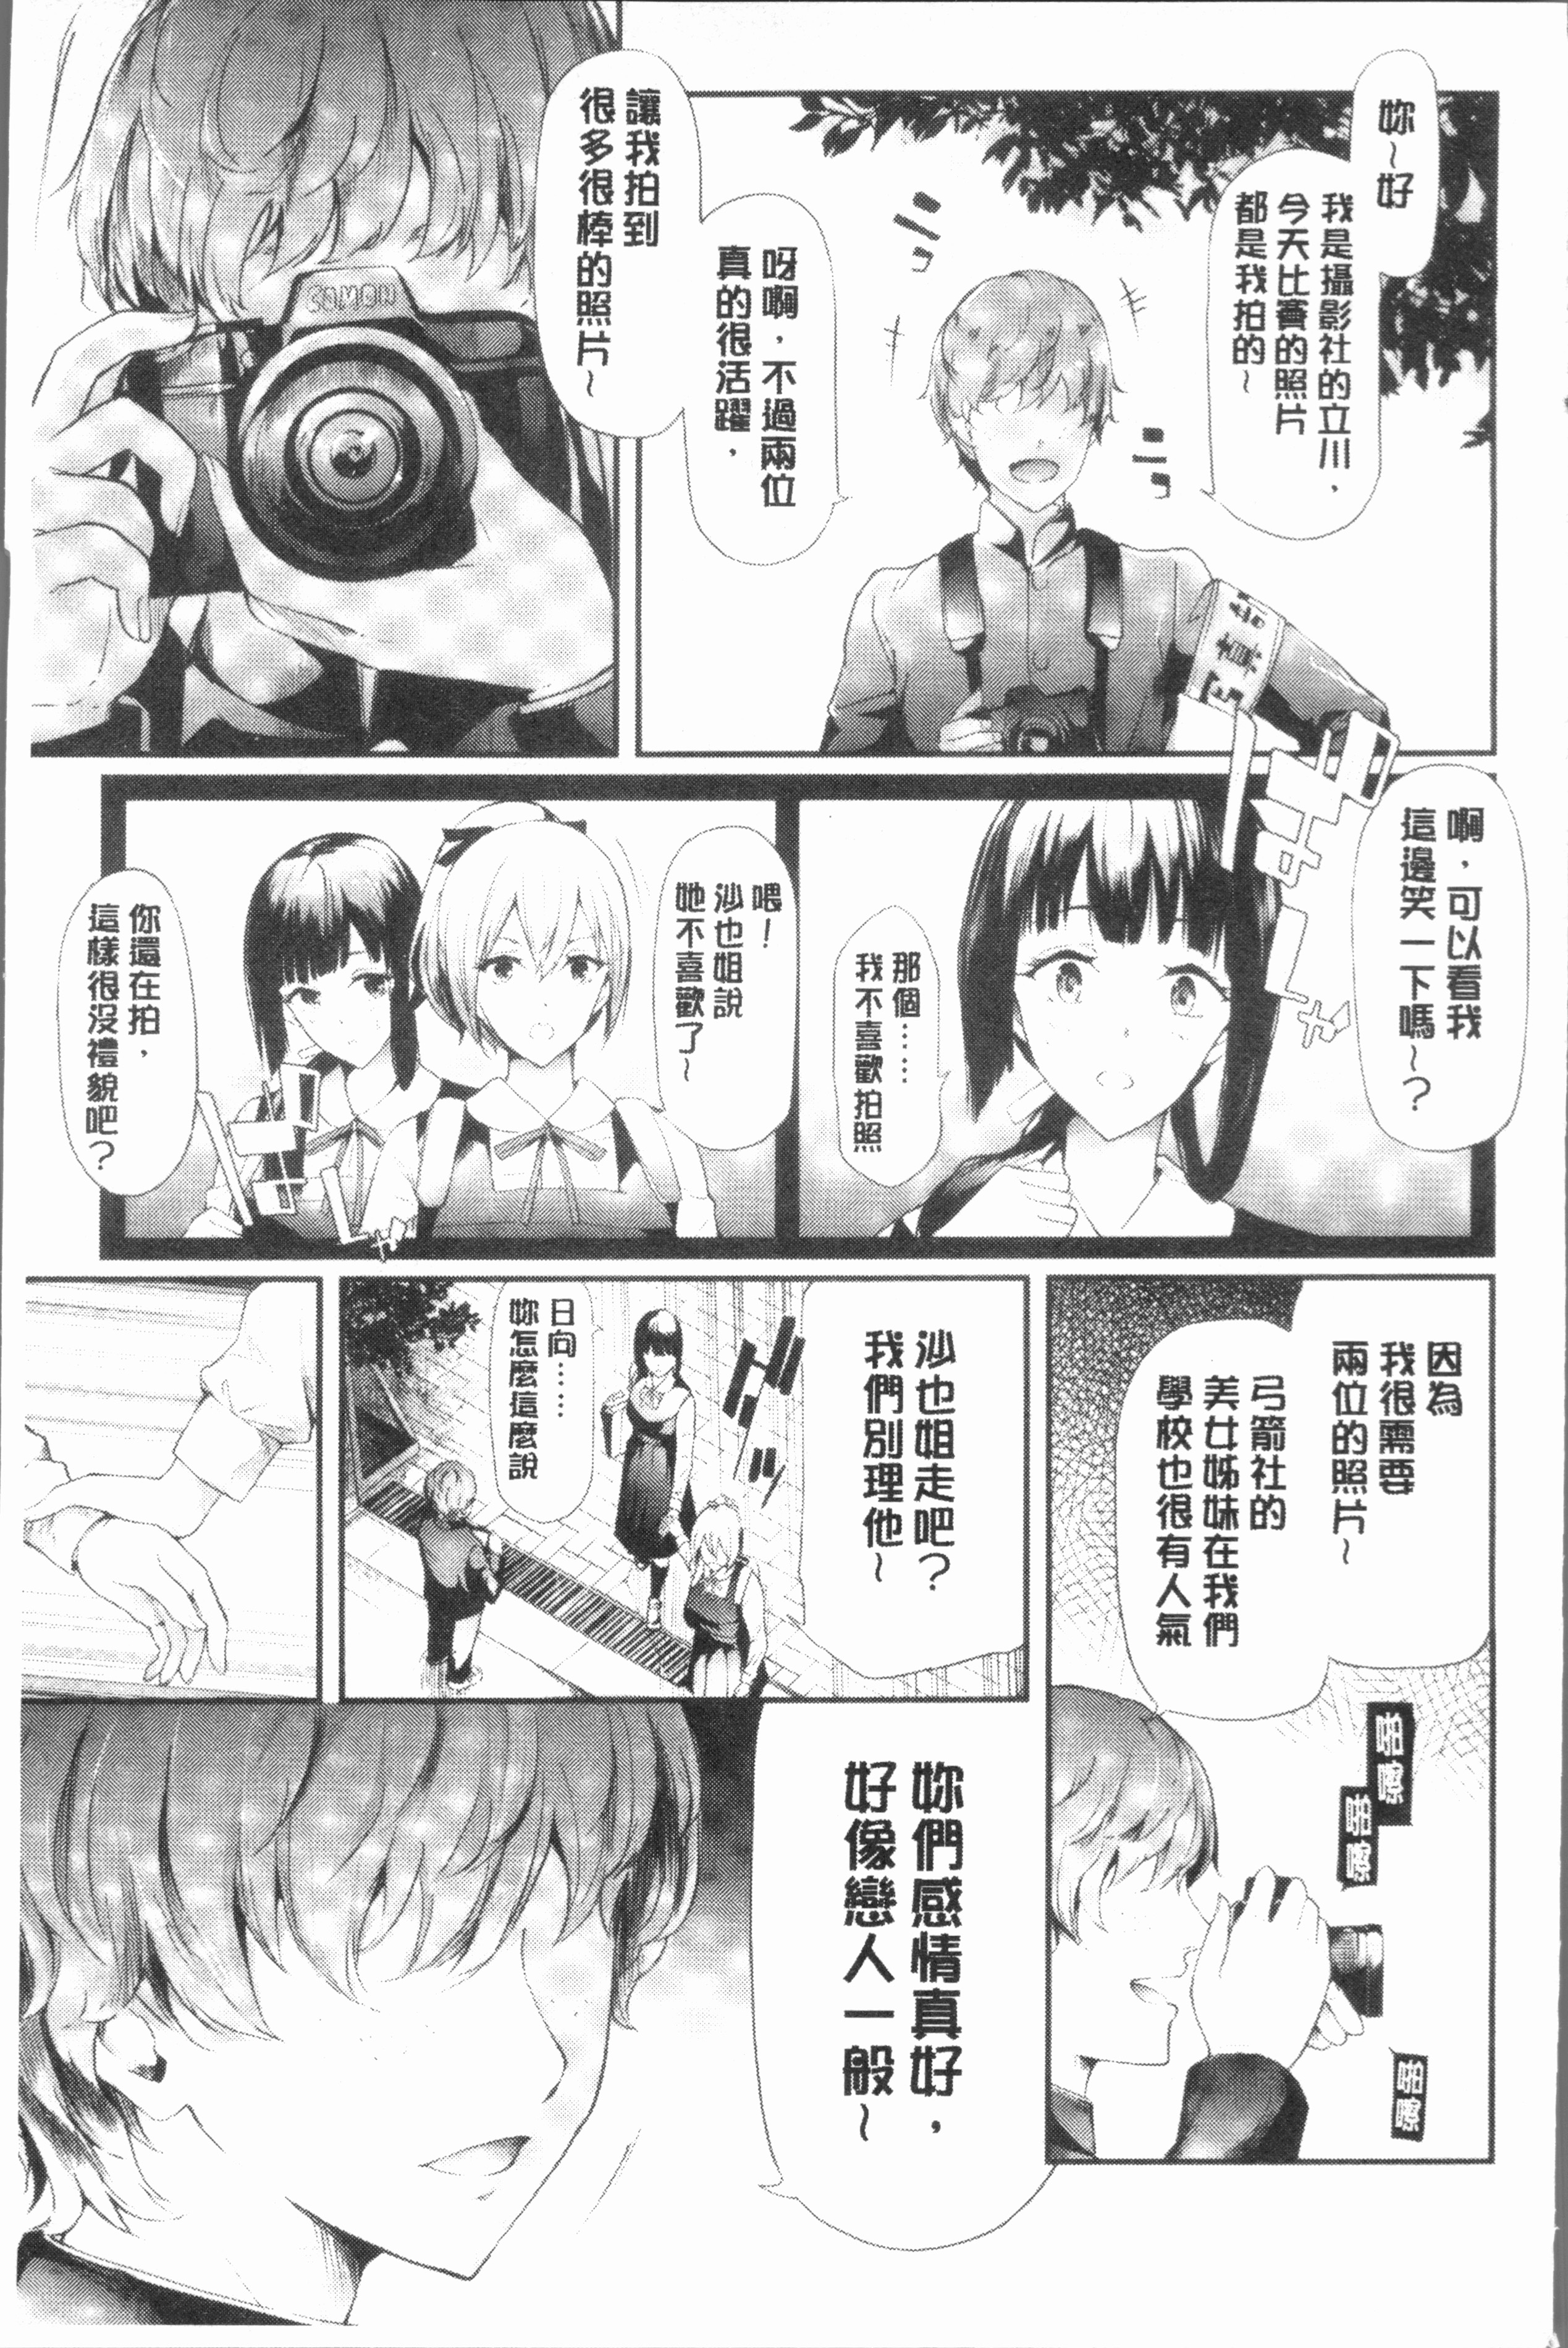 妳~好
我是攝影社的立川，
今天比賽的照片
都是我拍的~
呀啊，不過兩位
真的很活躍，
讓我拍到
很多很棒的照片~
COMON
啊，可以看我
這邊笑一下嗎~？
那個……
我不喜歡拍照
喂！
沙也姐說
她不喜歡了~
你還在拍，
這樣很沒禮貌吧？
因為
我很需要
兩位的照片~
弓箭社的
美女姊妹在我們
學校也很有人氣
啪嚓
啪嚓
啪嚓
沙也姐走吧？
我們別理他~
日向……
妳怎麼這麼說
妳們感情真好，
好像戀人一般~